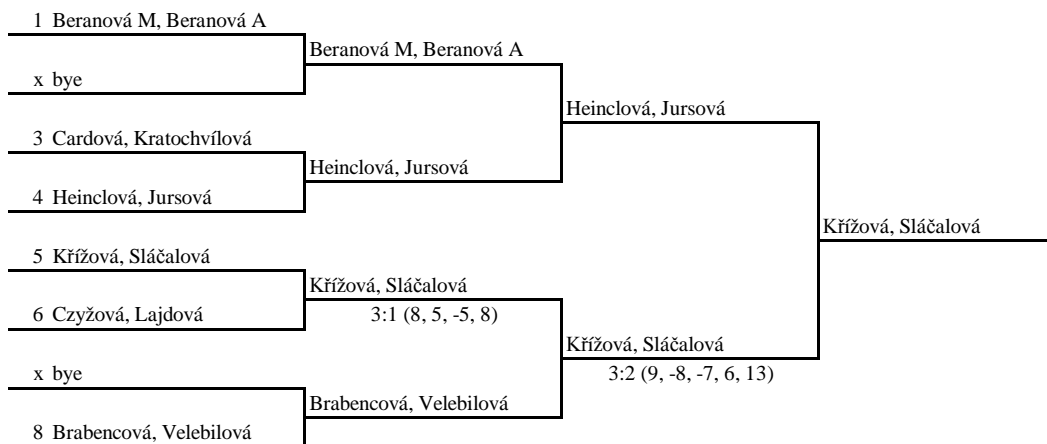 1 Beranová M, Beranová A
Beranová M, Beranová A
x bye
Heinclová, Jursová
3 Cardová, Kratochvílová
Heinclová, Jursová
4 Heinclová, Jursová
Křížová, Sláčalová
5 Křížová, Sláčalová
Křížová, Sláčalová
6 Czyžová, Lajdová
3:1 (8, 5, -5, 8)
Křížová, Sláčalová
x bye
3:2 (9, -8, -7, 6, 13)
Brabencová, Velebilová
8 Brabencová, Velebilová